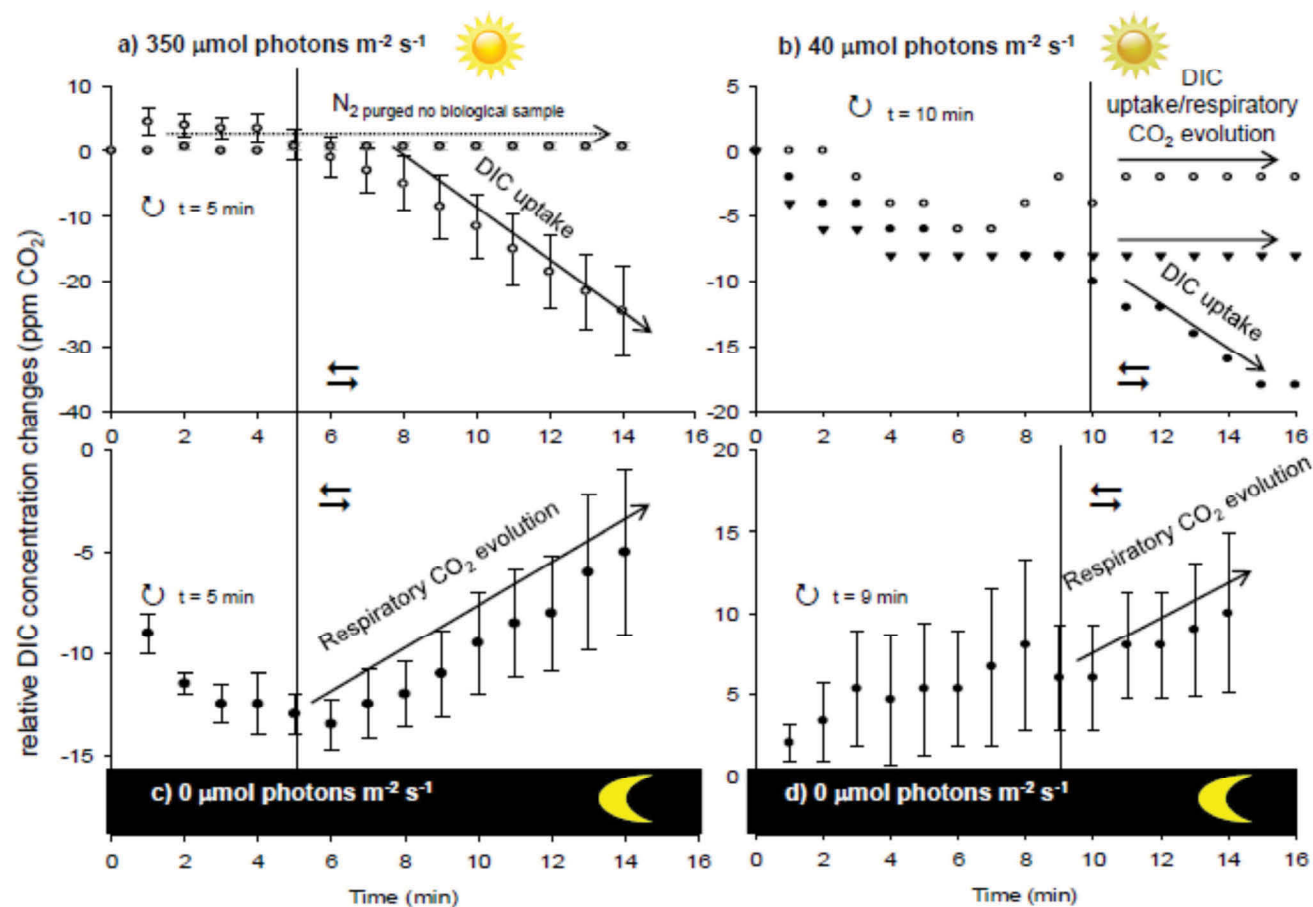 a) 350 μmol photons m-2 s-1
b) 40 μmol photons m-2 s-1
relative DIC concentration changes (ppm CO2)
10
0
-10
-20
-30
-40
N2 purged no biological sample
t = 5 min
DIC uptake
0 2 4 6 8 10 12 14 16
5
0
-5
-10
-15
-20
t = 10 min
DIC
uptake/respiratory
CO2 evolution
DIC uptake
0 2 4 6 8 10 12 14 16
0
-5
-10
-15
t = 5 min
Respiratory CO2 evolution
c) 0 μmol photons m-2 s-1
0 2 4 6 8 10 12 14 16
Time (min)
20
15
10
5
0
t = 9 min
Respiratory CO2 evolution
d) 0 μmol photons m-2 s-1
0 2 4 6 8 10 12 14 16
Time (min)